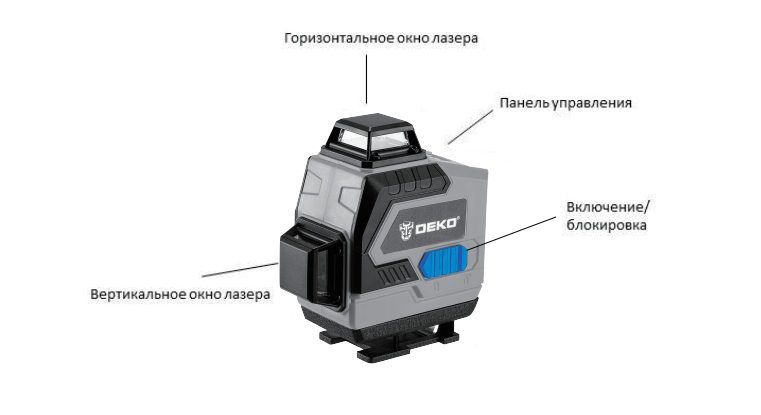 Горизонтальное окно лазера
Панель управления
Включение/
блокировка
DEKO®
Вертикальное окно лазера